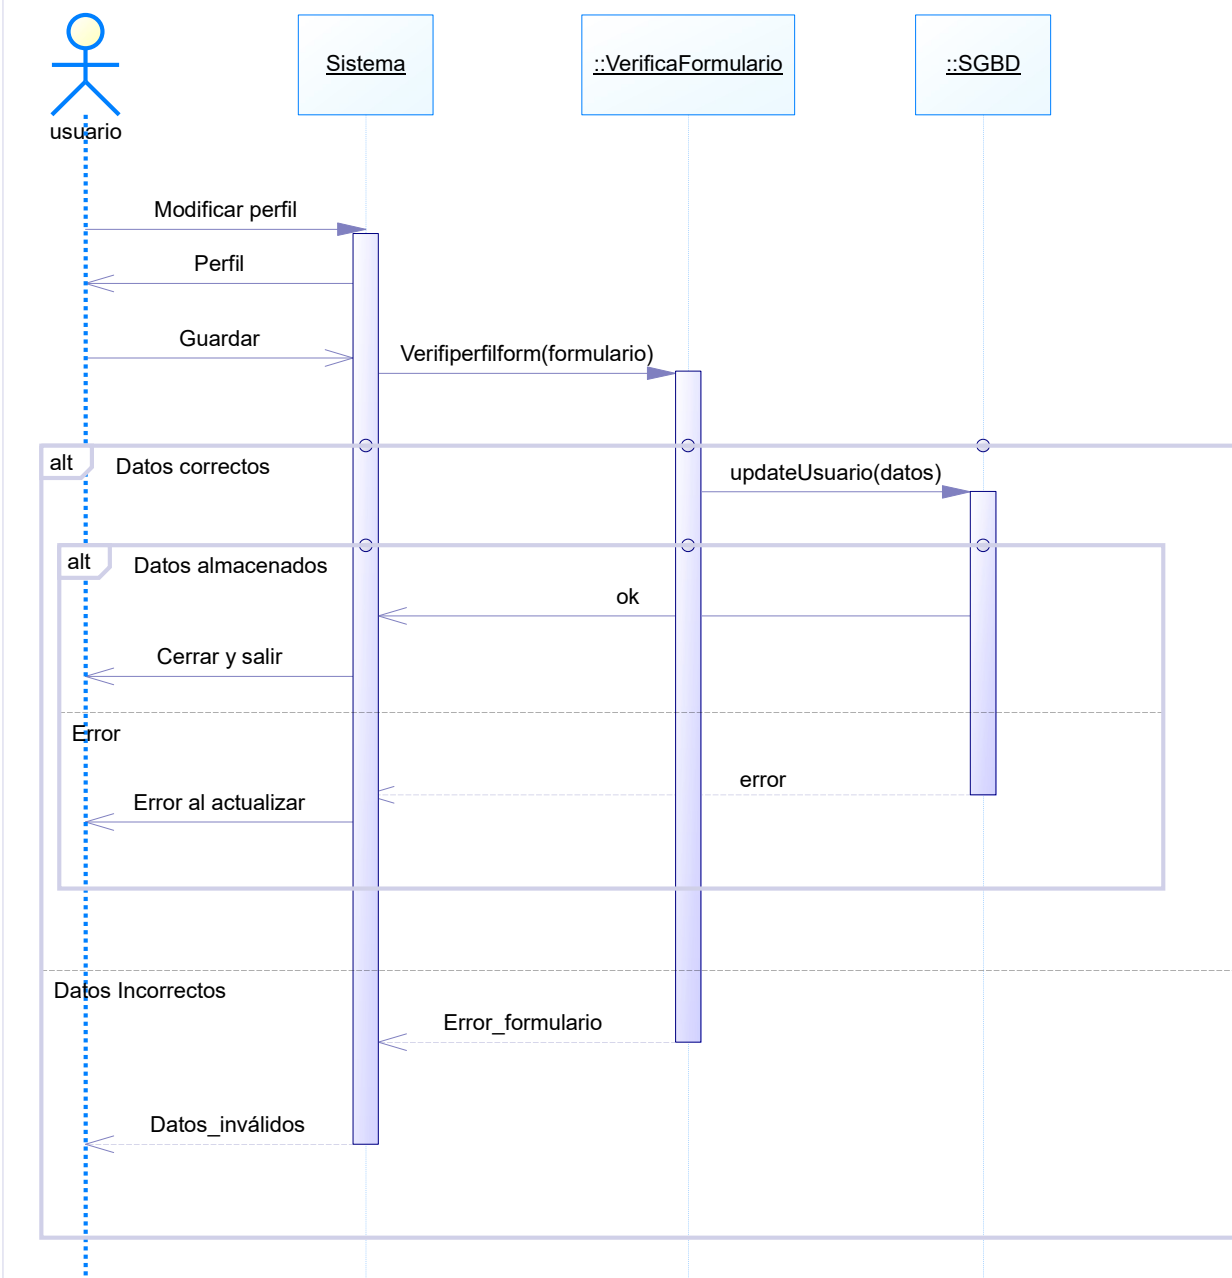 usuario
Sistema
::VerificaFormulario
::SGBD
Modificar perfil
Perfil
Guardar
Verifiperfilform(formulario)
alt
Datos correctos
updateUsuario(datos)
alt
Datos almacenados
ok
Cerrar y salir
Error
error
Error al actualizar
Datos Incorrectos
Error_formulario
Datos_inválidos